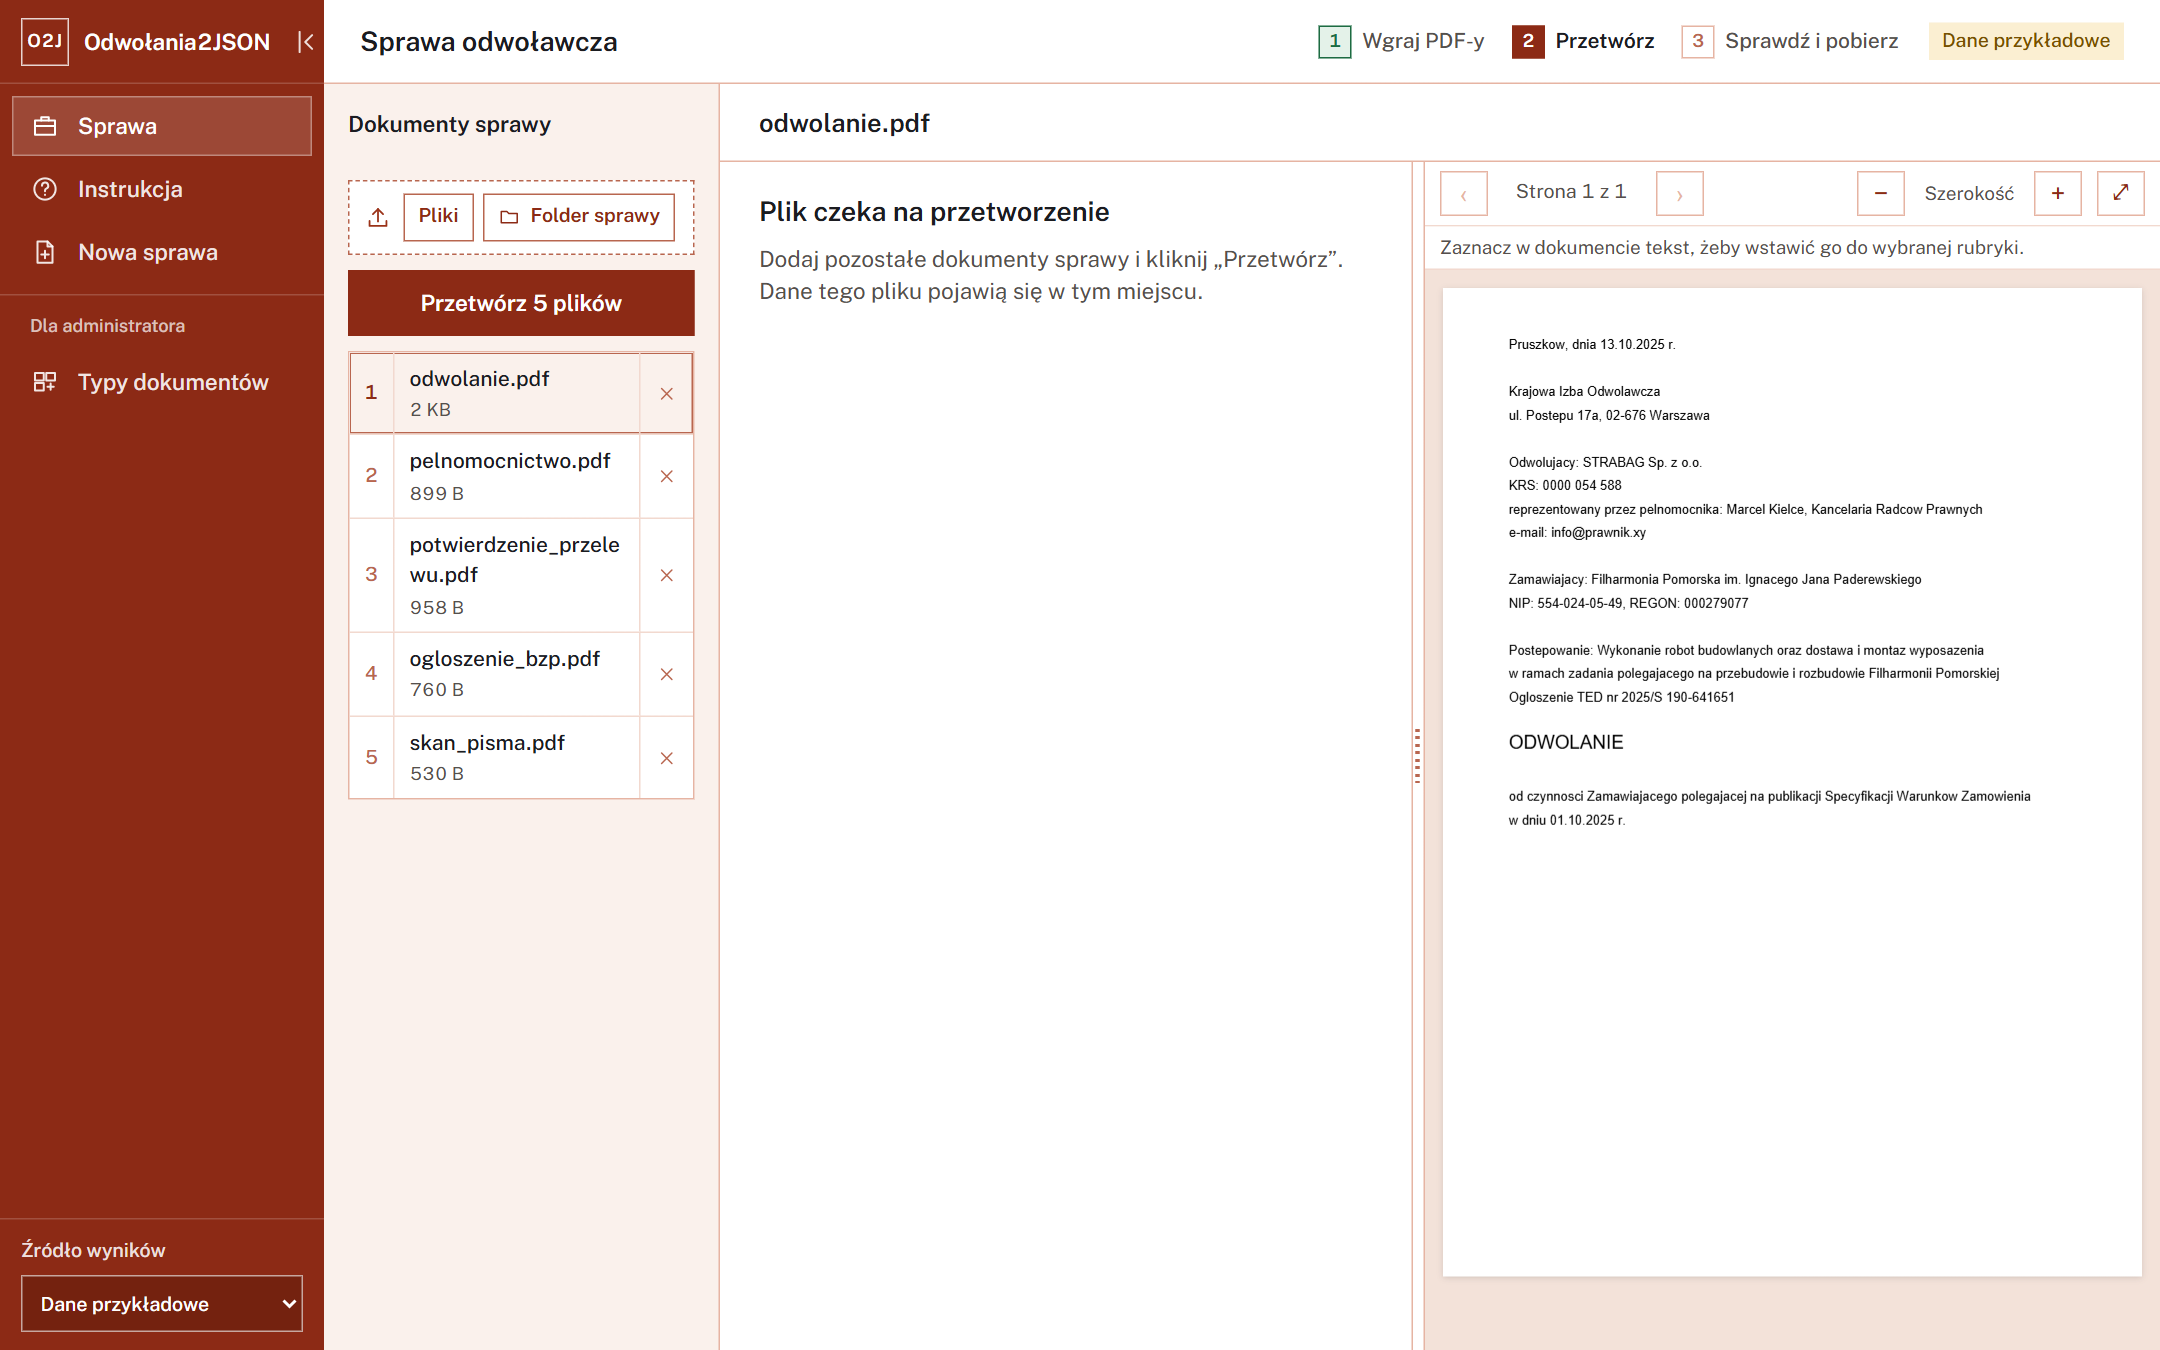 O2J
Odwołania2JSON
Sprawa
Instrukcja
Nowa sprawa
Dla administratora
Typy dokumentów
Źródło wyników
Dane przykładowe
Sprawa odwoławcza
1 Wgraj PDF-y
2 Przetwórz
3 Sprawdź i pobierz
Dane przykładowe
Dokumenty sprawy
Pliki
Folder sprawy
Przetwórz 5 plików
1
odwolanie.pdf
2 KB
2
pelnomocnictwo.pdf
899 B
3
potwierdzenie_przele
wu.pdf
958 B
4
ogloszenie_bzp.pdf
760 B
5
skan_pisma.pdf
530 B
odwolanie.pdf
Plik czeka na przetworzenie
Dodaj pozostałe dokumenty sprawy i kliknij „Przetwórz”.
Dane tego pliku pojawią się w tym miejscu.
Strona 1 z 1
Szerokość
Zaznacz w dokumencie tekst, żeby wstawić go do wybranej rubryki.
Pruszkow, dnia 13.10.2025 r.
Krajowa Izba Odwolawcza
ul. Postepu 17a, 02-676 Warszawa
Odwolujacy: STRABAG Sp. z o.o.
KRS: 0000 054 588
reprezentowany przez pelnomocnika: Marcel Kielce, Kancelaria Radcow Prawnych
e-mail: info@prawnik.xy
Zamawiajacy: Filharmonia Pomorska im. Ignacego Jana Paderewskiego
NIP: 554-024-05-49, REGON: 000279077
Postepowanie: Wykonanie robot budowlanych oraz dostawa i montaz wyposazenia
w ramach zadania polegajacego na przebudowie i rozbudowie Filharmonii Pomorskiej
Ogloszenie TED nr 2025/S 190-641651
ODWOLANIE
od czynnosci Zamawiajacego polegajacej na publikacji Specyfikacji Warunkow Zamowienia
w dniu 01.10.2025 r.